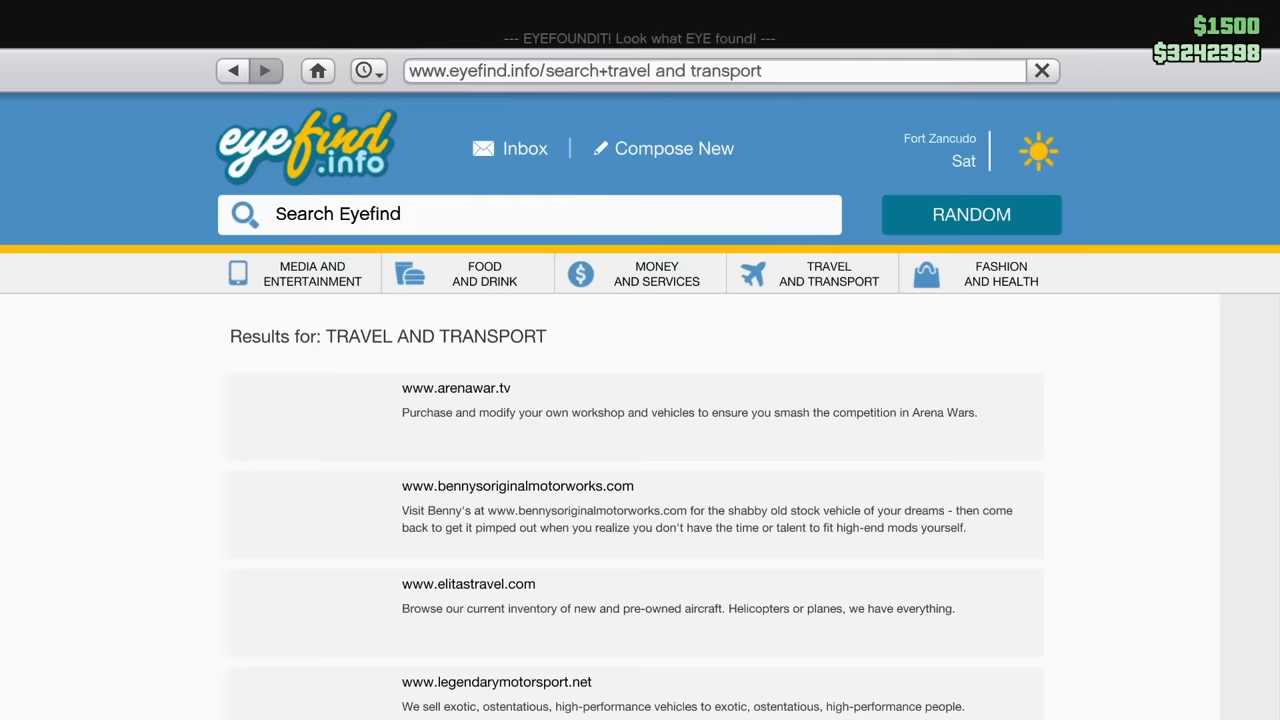 $1500
--- EYEFOUNDIT! Look what EYE found! ---
$3242398
www.eyefind.info/search+travel and transport
eyefind
.info
Inbox
Compose New
Fort Zancudo
Sat
Search Eyefind
RANDOM
MEDIA AND
ENTERTAINMENT
FOOD
AND DRINK
MONEY
AND SERVICES
TRAVEL
AND TRANSPORT
FASHION
AND HEALTH
Results for: TRAVEL AND TRANSPORT
www.arenawar.tv
Purchase and modify your own workshop and vehicles to ensure you smash the competition in Arena Wars.
www.bennysoriginalmotorworks.com
Visit Benny's at www.bennysoriginalmotorworks.com for the shabby old stock vehicle of your dreams - then come
back to get it pimped out when you realize you don't have the time or talent to fit high-end mods yourself.
www.elitastravel.com
Browse our current inventory of new and pre-owned aircraft. Helicopters or planes, we have everything.
www.legendarymotorsport.net
We sell exotic, ostentatious, high-performance vehicles to exotic, ostentatious, high-performance people.